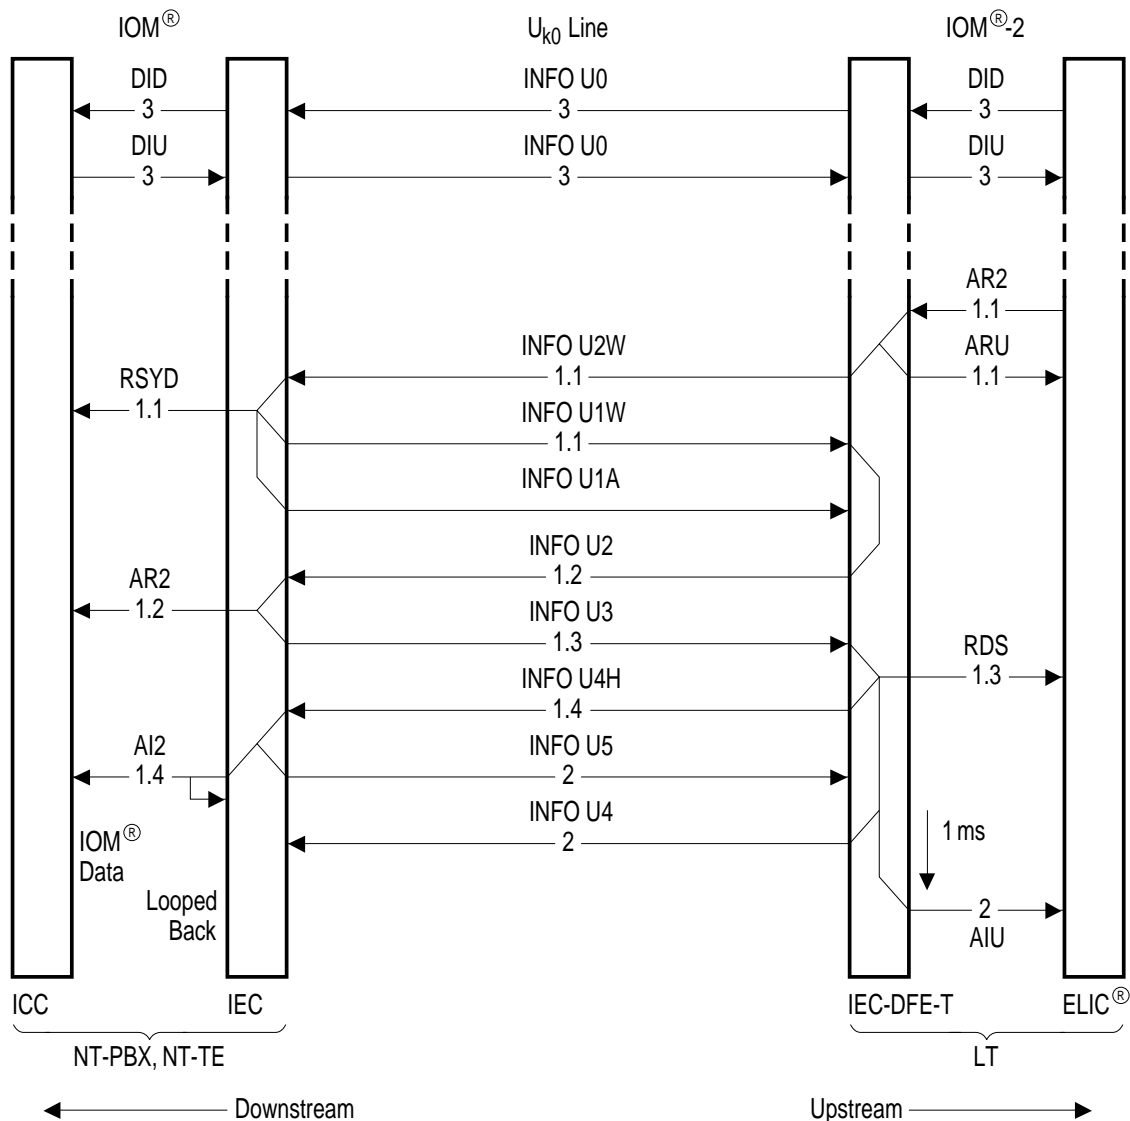 IOM® Uk0 Line IOM®-2
DID INFO U0 DID
3 3 3
DIU INFO U0 DIU
3 3 3
AR2
1.1
INFO U2W ARU
1.1 1.1
RSYD
1.1
INFO U1W
1.1
INFO U1A
INFO U2
1.2
AR2
1.2
INFO U3
1.3
RDS
1.3
INFO U4H
1.4
AI2 INFO U5
1.4 2
INFO U4
2
1 ms
IOM®
Data
Looped
Back
2
AIU
ICC IEC IEC-DFE-T ELIC®
NT-PBX, NT-TE LT
Downstream Upstream